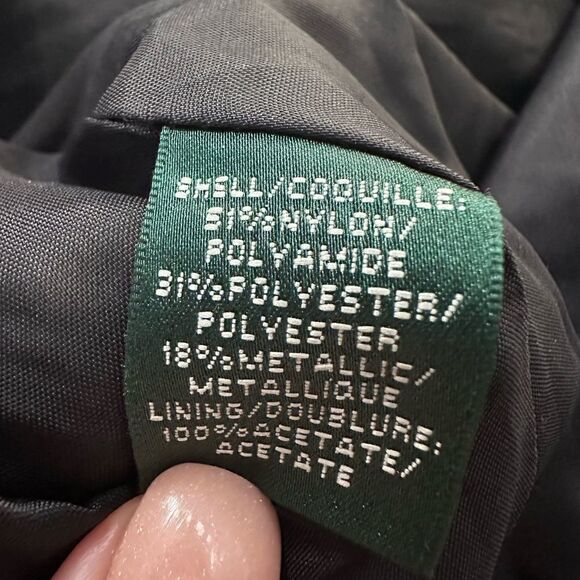 SHELL/COQUILLE:
51%NYLON/
POLYAMIDE
31%POLYESTER/
POLYESTER
18%METALLIC/
METALLIQUE
LINING/DOUBLURE:
100%ACETATE/
ACETATE